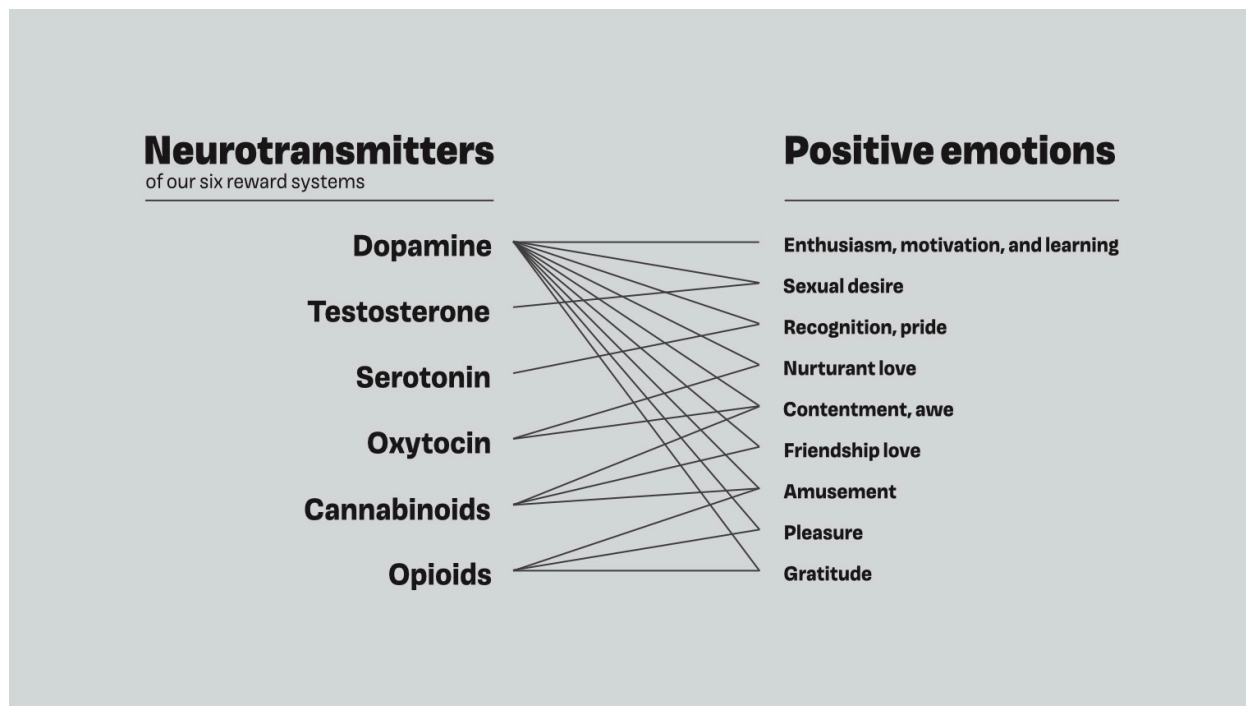 Neurotransmitters
of our six reward systems
Dopamine
Testosterone
Serotonin
Oxytocin
Cannabinoids
Opioids
Positive emotions
Enthusiasm, motivation, and learning
Sexual desire
Recognition, pride
Nurturant love
Contentment, awe
Friendship love
Amusement
Pleasure
Gratitude